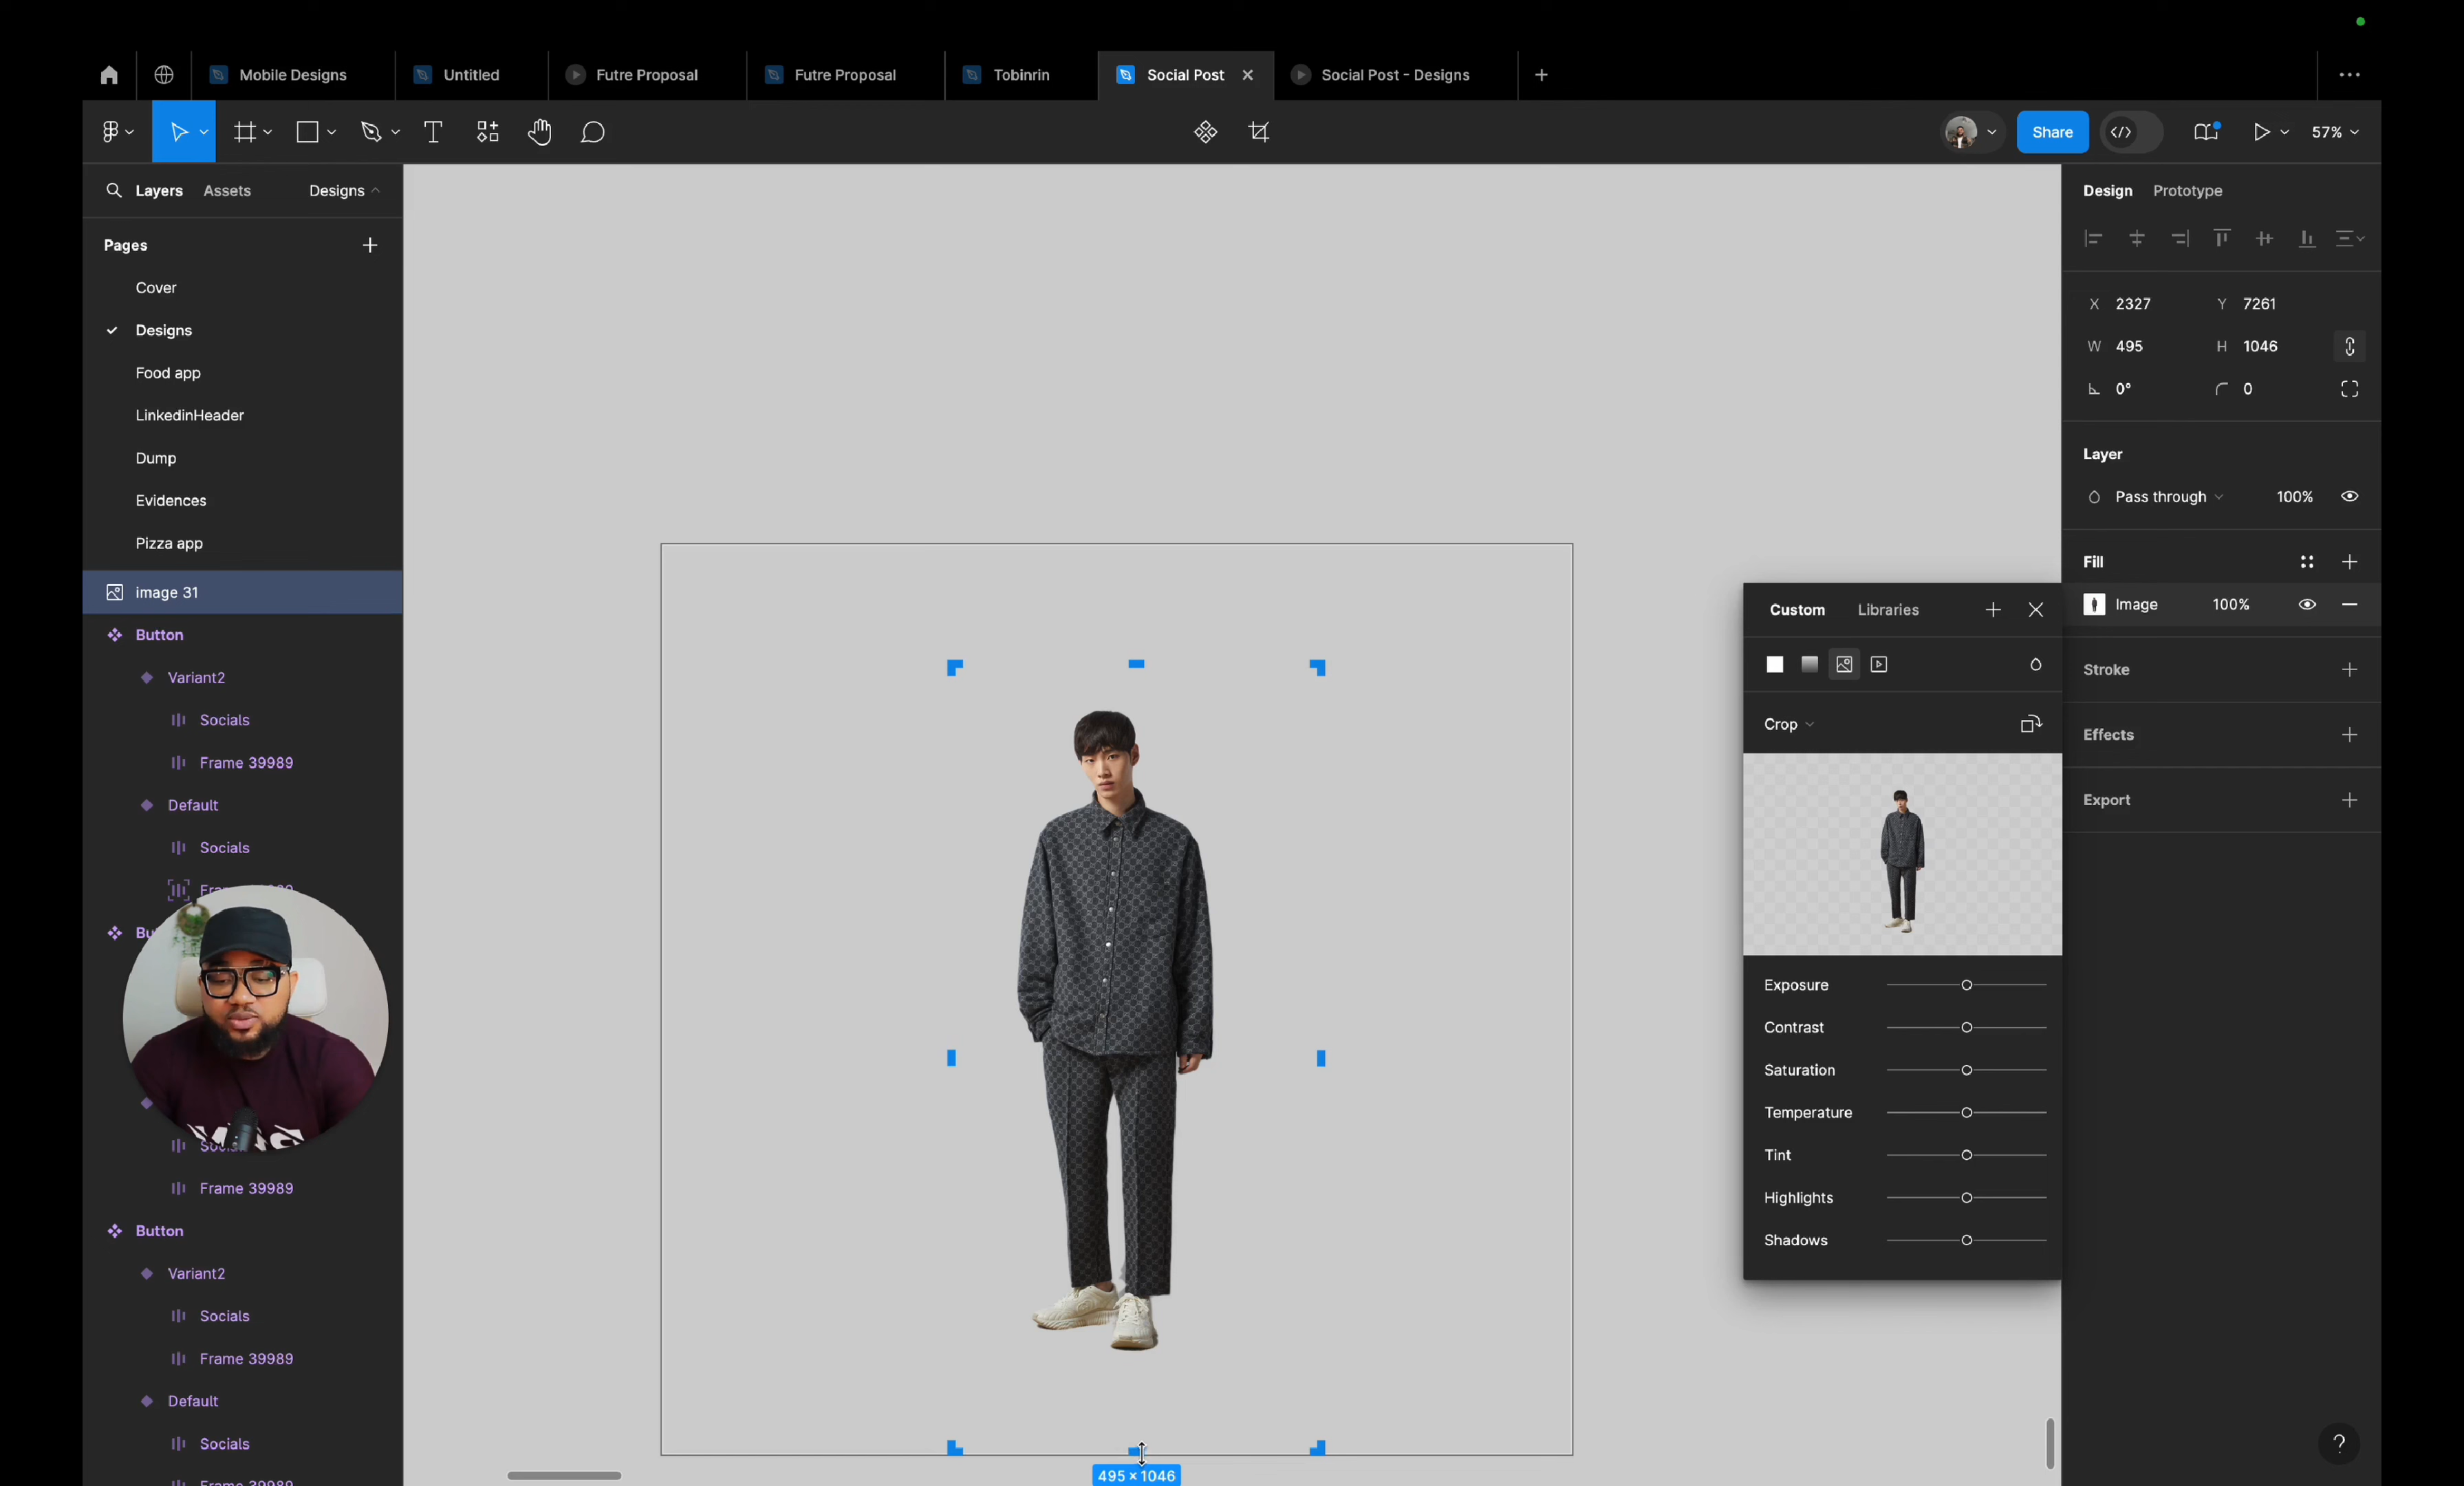 Mobile Designs
Untitled
Futre Proposal
Futre Proposal
Tobinrin
Social Post
Social Post - Designs
Share
57%
Layers
Assets
Designs
Pages
Cover
Designs
Food app
LinkedinHeader
Dump
Evidences
Pizza app
image 31
Button
Variant2
Socials
Frame 39989
Default
Socials
Frame 39989
Button
Variant2
Socials
Frame 39989
Default
Socials
495 × 1046
Custom
Libraries
Crop
Exposure
Contrast
Saturation
Temperature
Tint
Highlights
Shadows
Design
Prototype
X 2327
Y 7261
W 495
H 1046
0°
0
Layer
Pass through
100%
Fill
Image
100%
Stroke
Effects
Export
?